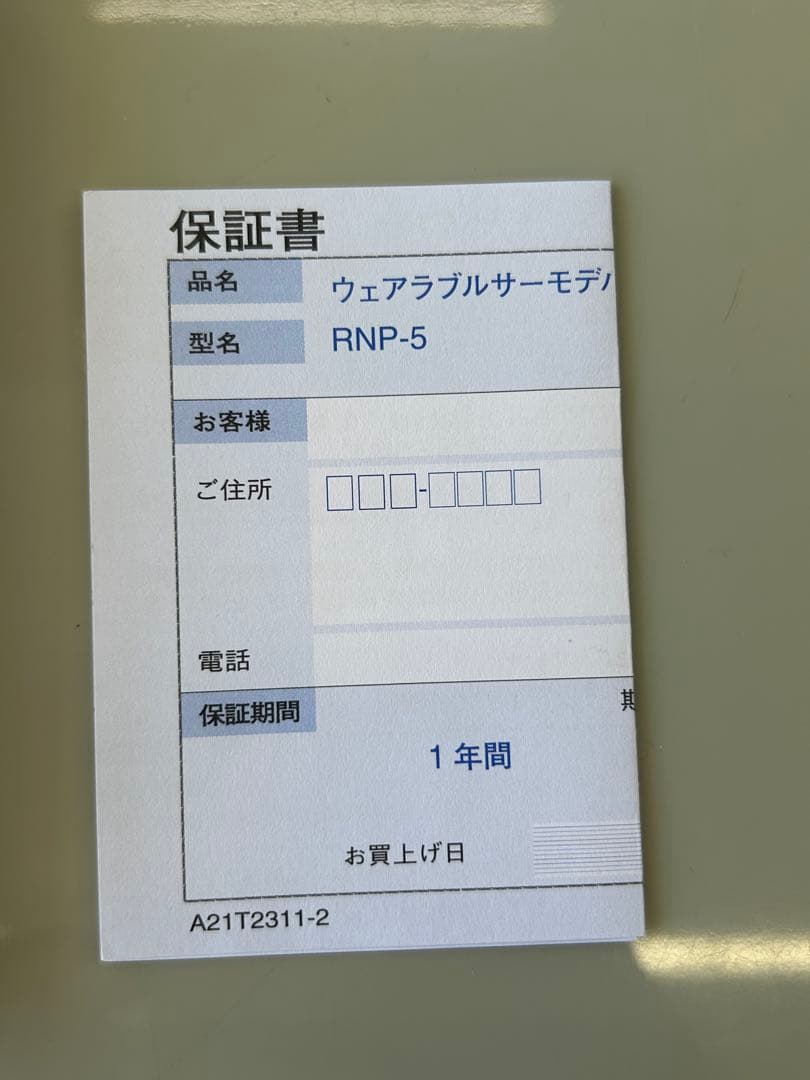 保証書
品名 ウェアラブルサーモデ
型名 RNP-5
お客様
ご住所 □□□-□□□□
電話
保証期間
期
1年間
お買上げ日
A21T2311-2